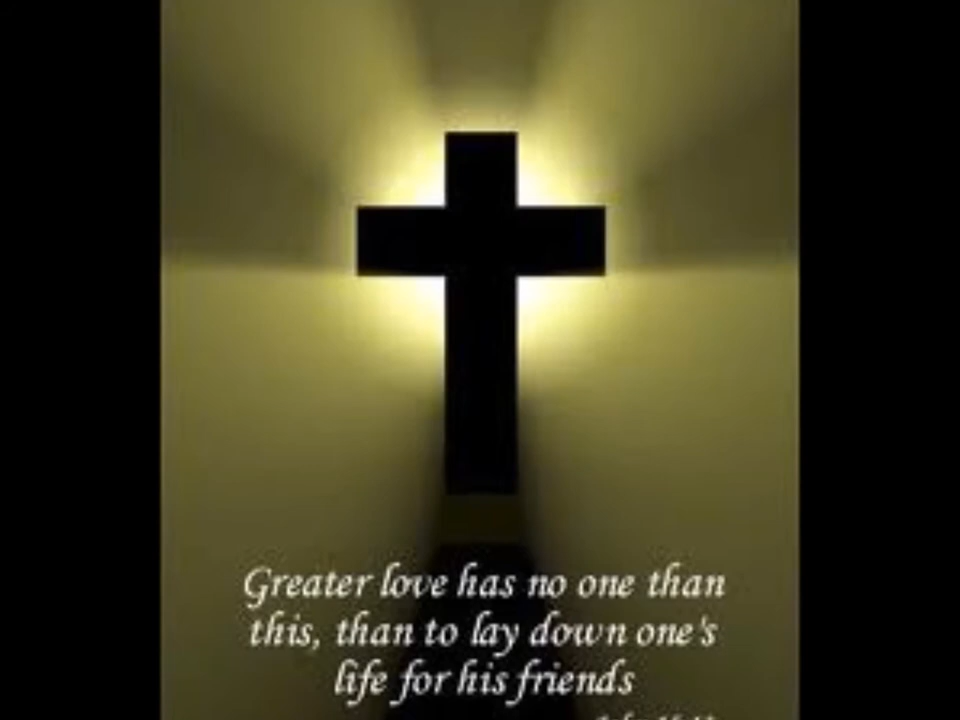 Greater love has no one than
this, than to lay down one's
life for his friends